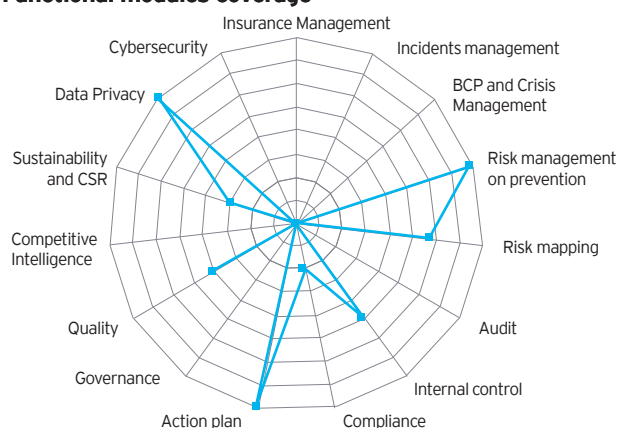 Functional modules coverage
Insurance Management
Cybersecurity
Incidents management
Data Privacy
BCP and Crisis
Management
Sustainability
and CSR
Risk management
on prevention
Competitive
Intelligence
Risk mapping
Quality
Audit
Governance
Internal control
Action plan
Compliance